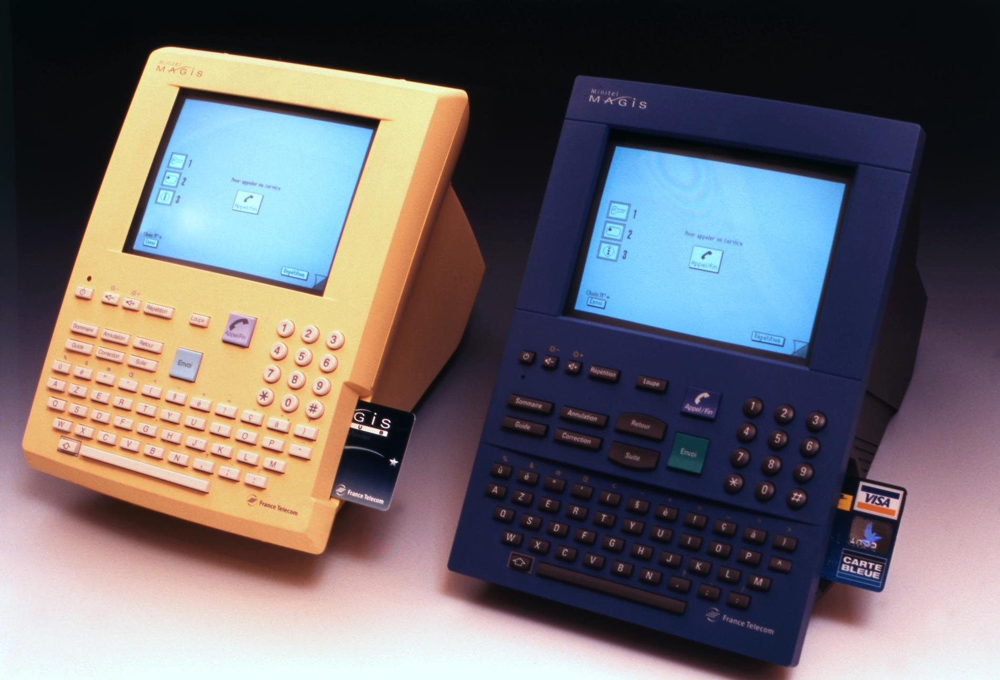 Minitel
MAGiS
1
2
3
Pour appeler un service
Appel/Fin
Choix N° +
Envoi
Répétition
Répétition
Loupe
Appel/Fin
Sommaire
Annulation
Retour
Guide
Correction
Suite
Envoi
1 2 3
4 5 6
7 8 9
* 0 #
% & œ Œ <
ù é " ' ( § è ! ç à )
A Z E R T Y U I O P ^
Q S D F G H J K L M
W X C V B N , ; :
France Telecom
GiS
UB
France Telecom
Minitel
MAGiS
1
2
3
Pour appeler un service
Appel/Fin
Choix N° +
Envoi
Répétition
Répétition
Loupe
Appel/Fin
Sommaire
Annulation
Retour
Guide
Correction
Suite
Envoi
1 2 3
4 5 6
7 8 9
* 0 #
% & œ Œ <
ù é " ' ( § è ! ç à )
A Z E R T Y U I O P ^
Q S D F G H J K L M
W X C V B N , ; :
France Telecom
VISA
CARTE
BLEUE